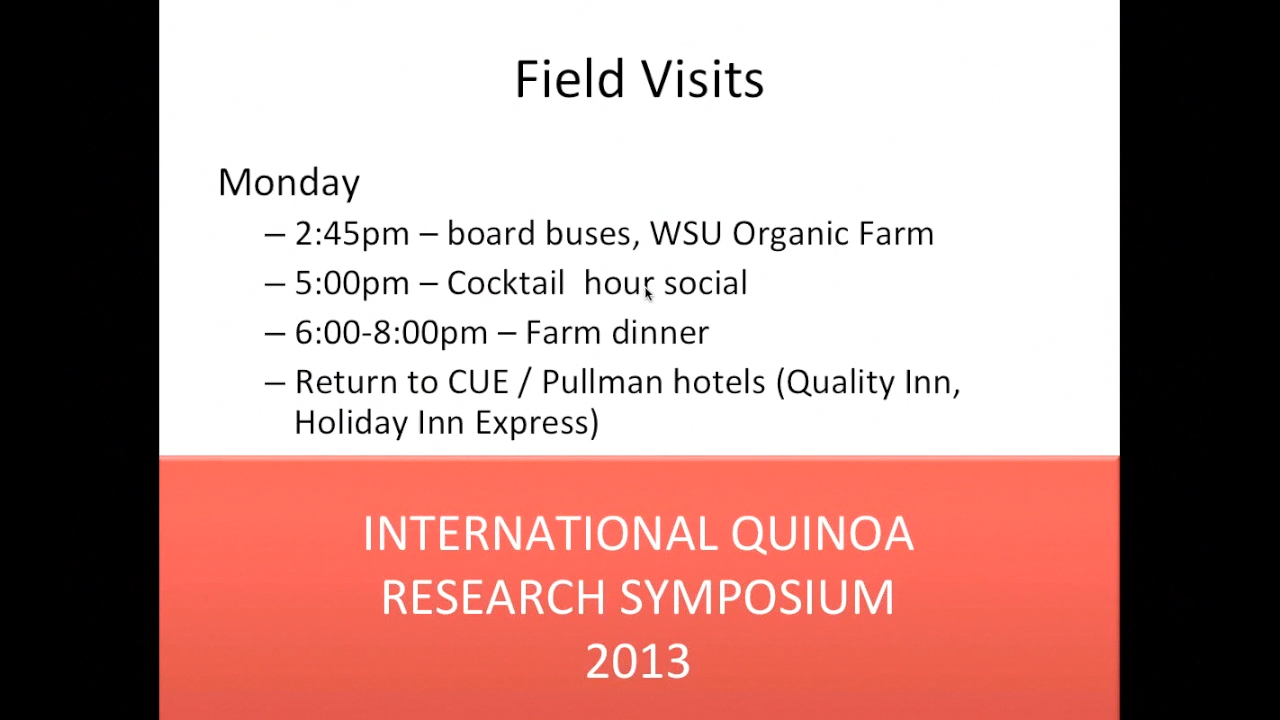 Field Visits
Monday
– 2:45pm – board buses, WSU Organic Farm
– 5:00pm – Cocktail  hour social
– 6:00-8:00pm – Farm dinner
– Return to CUE / Pullman hotels (Quality Inn,
Holiday Inn Express)
INTERNATIONAL QUINOA
RESEARCH SYMPOSIUM
2013